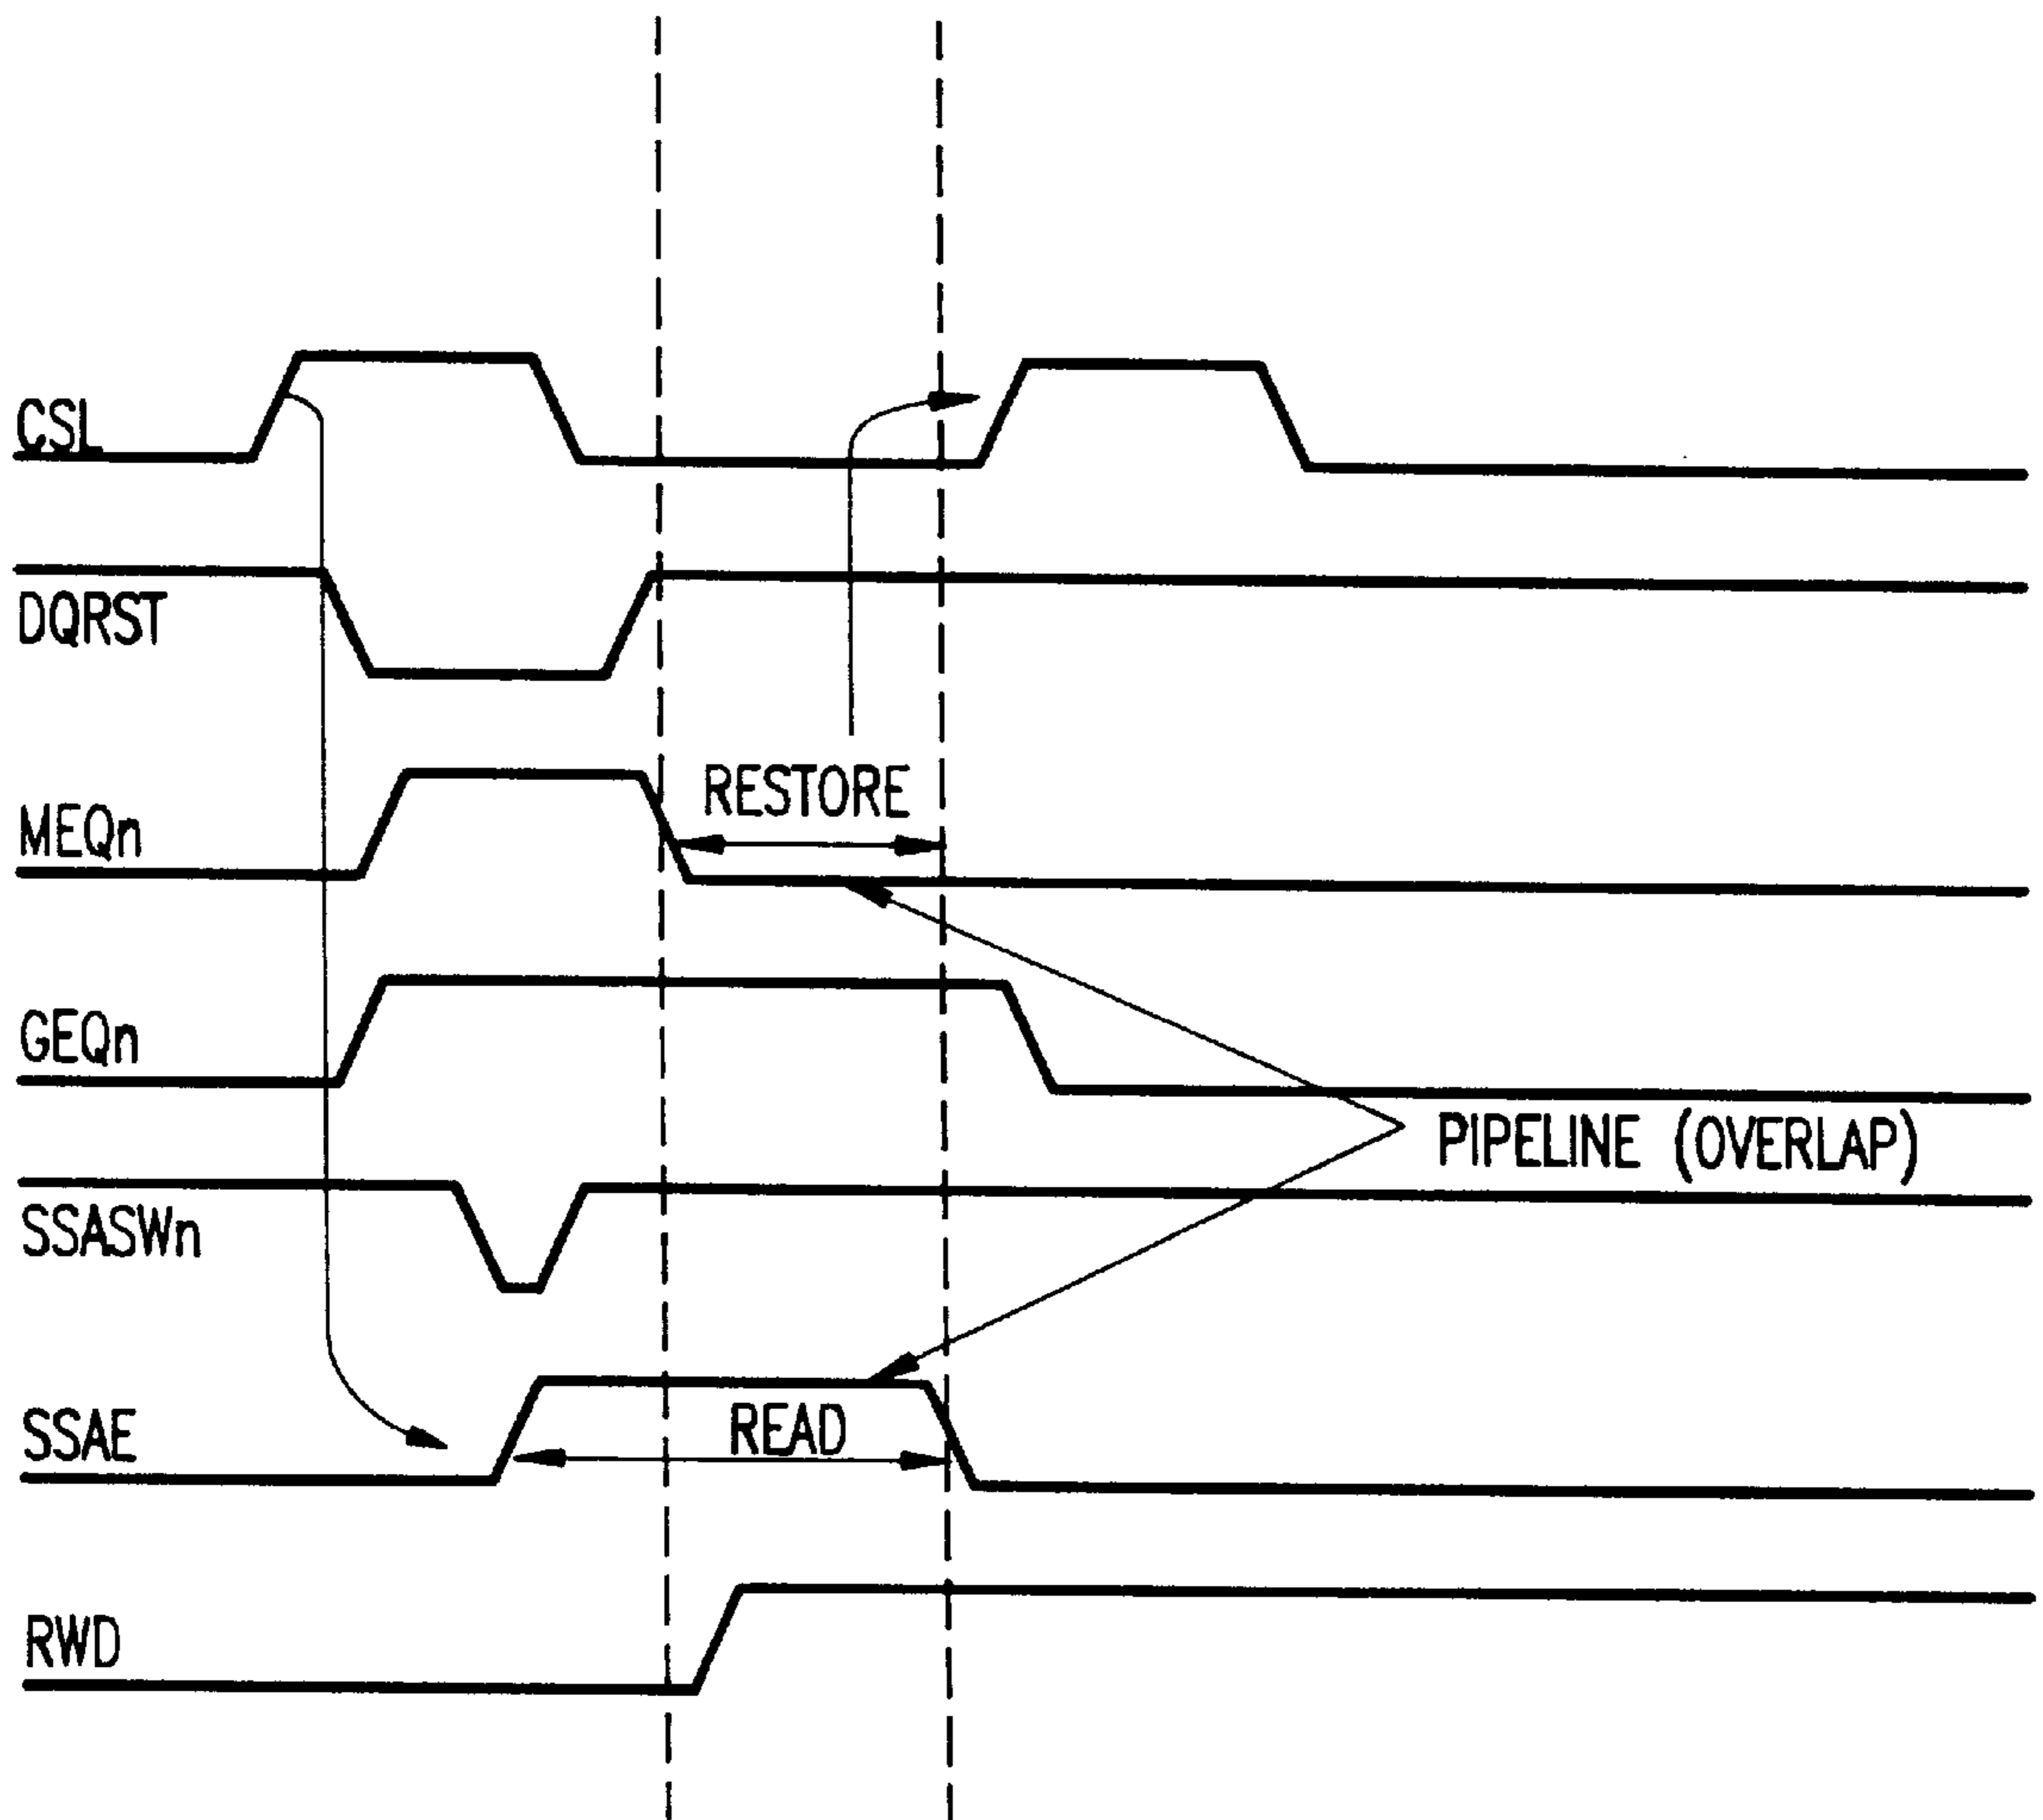 CSL
DQRST
RESTORE
MEQn
GEQn
PIPELINE (OVERLAP)
SSASWn
READ
SSAE
RWD